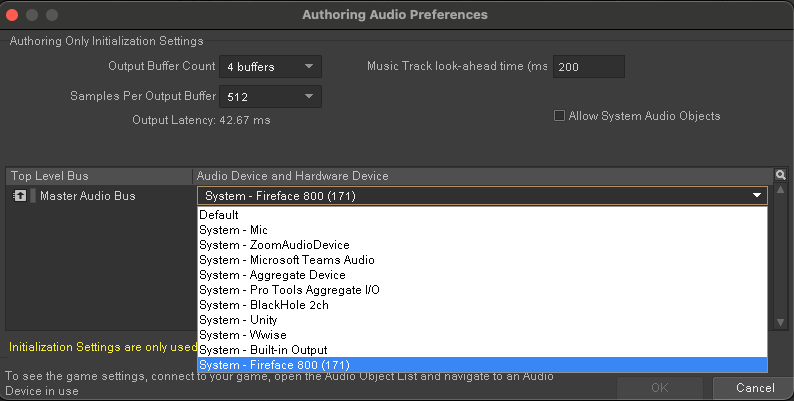 Authoring Audio Preferences
Authoring Only Initialization Settings
Output Buffer Count 4 buffers Music Track look-ahead time (ms 200
Samples Per Output Buffer 512
Output Latency: 42.67 ms Allow System Audio Objects
Top Level Bus Audio Device and Hardware Device
Master Audio Bus System - Fireface 800 (171)
Default
System - Mic
System - ZoomAudioDevice
System - Microsoft Teams Audio
System - Aggregate Device
System - Pro Tools Aggregate I/O
System - BlackHole 2ch
System - Unity
System - Wwise
Initialization Settings are only used System - Built-in Output
System - Fireface 800 (171)
To see the game settings, connect to your game, open the Audio Object List and navigate to an Audio
Device in use OK Cancel